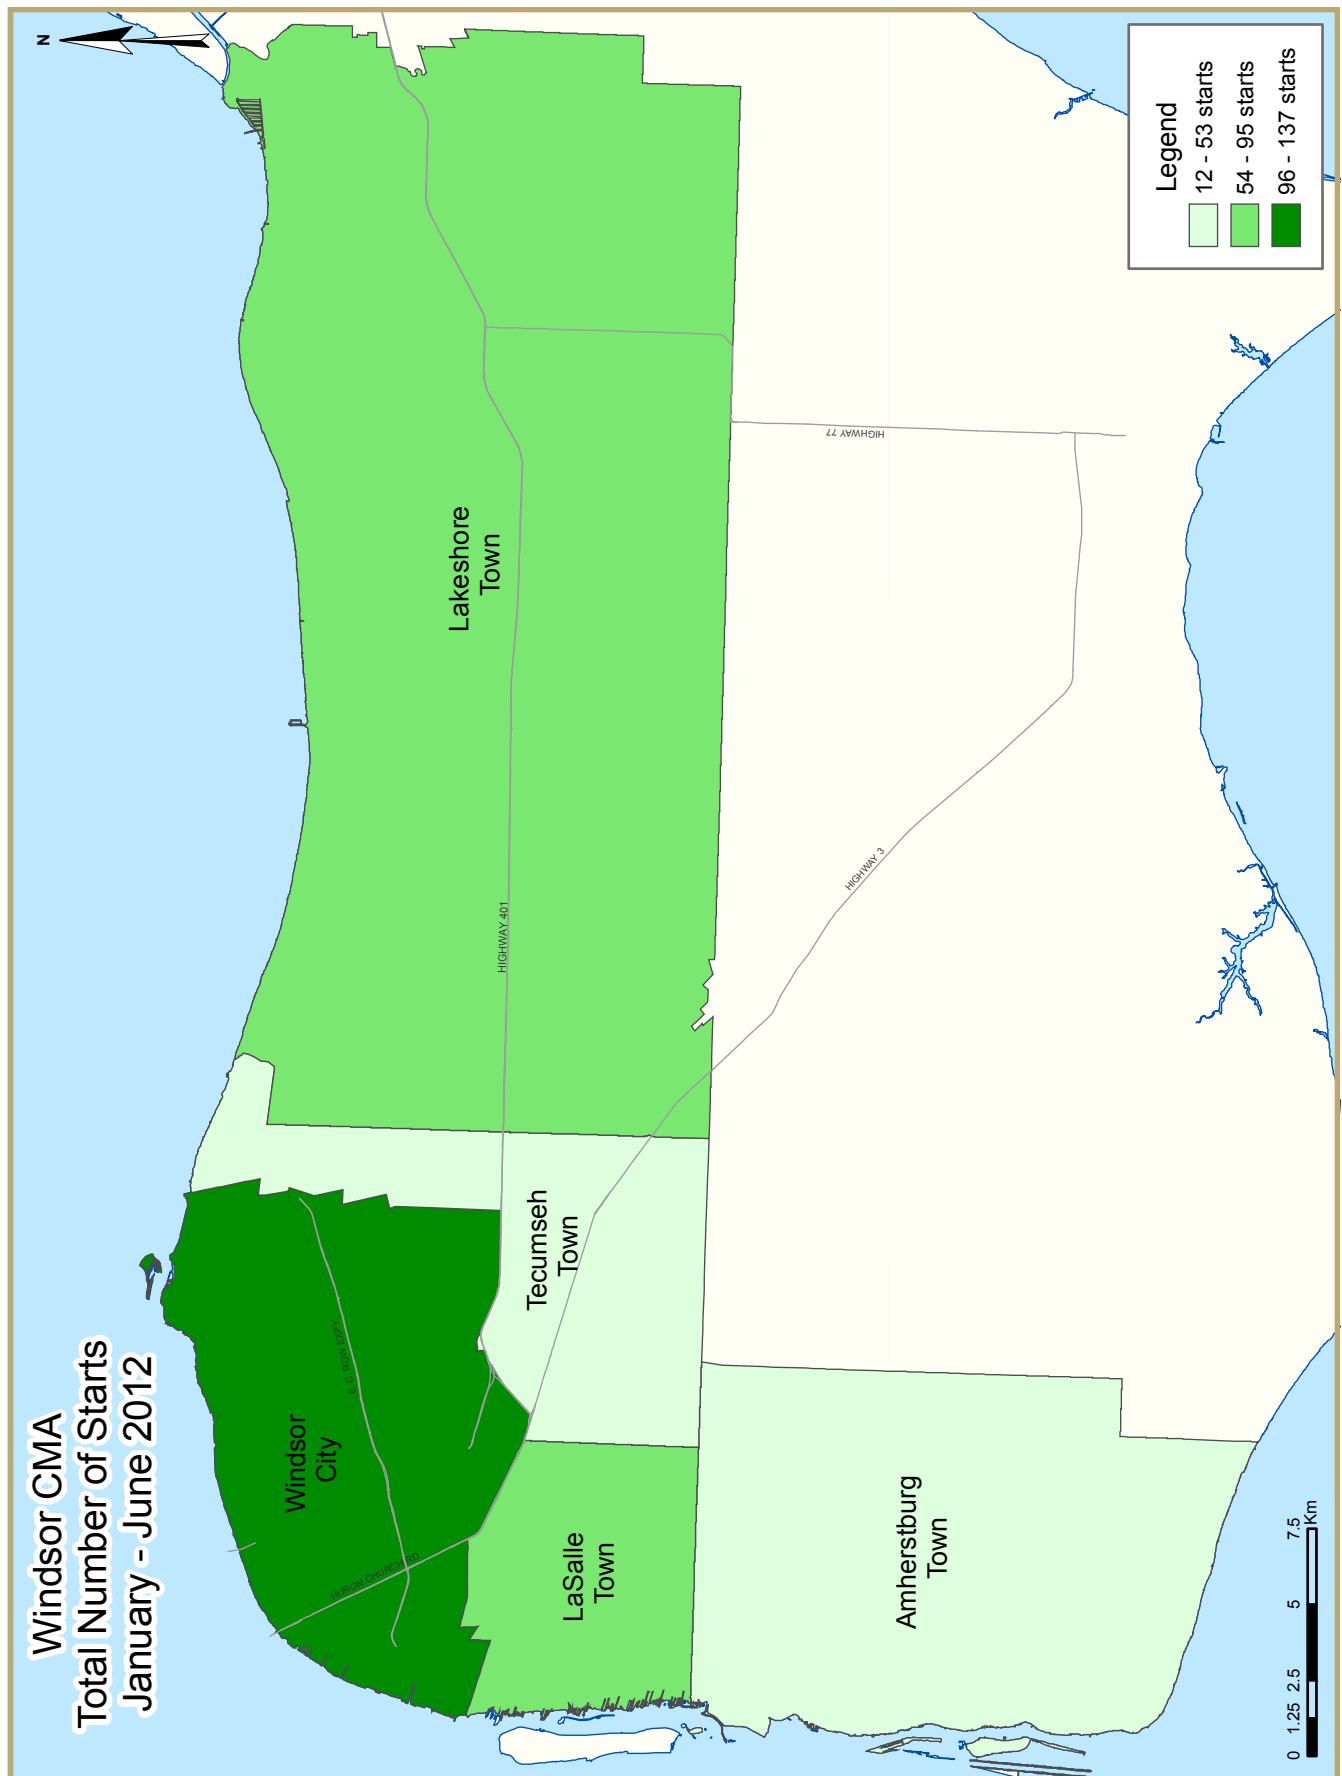 Windsor CMA
Total Number of Starts
January - June 2012
N
Windsor
City
E.C. ROW EXPY
HURON CHURCH RD
LaSalle
Town
Tecumseh
Town
Lakeshore
Town
HIGHWAY 401
HIGHWAY 3
HIGHWAY 77
Amherstburg
Town
0 1.25 2.5 5 7.5
Km
Legend
12 - 53 starts
54 - 95 starts
96 - 137 starts